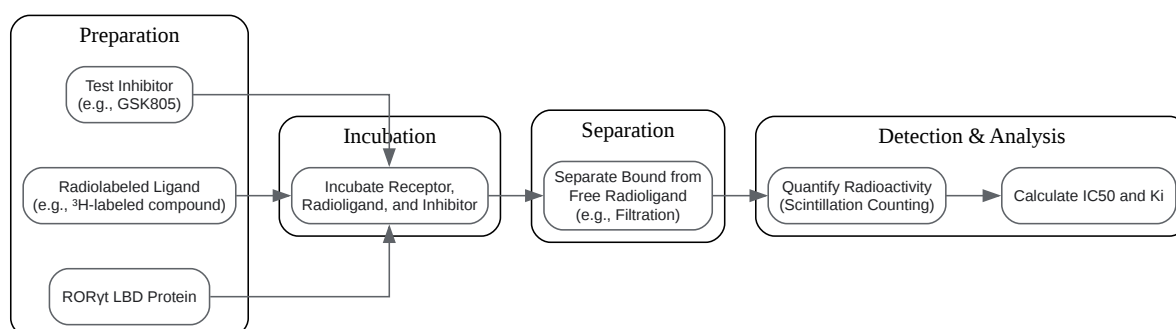 Preparation
Test Inhibitor
(e.g., GSK805)
Radiolabeled Ligand
(e.g., ³H-labeled compound)
RORγt LBD Protein
Incubation
Incubate Receptor,
Radioligand, and Inhibitor
Separation
Separate Bound from
Free Radioligand
(e.g., Filtration)
Detection & Analysis
Quantify Radioactivity
(Scintillation Counting)
Calculate IC50 and Ki